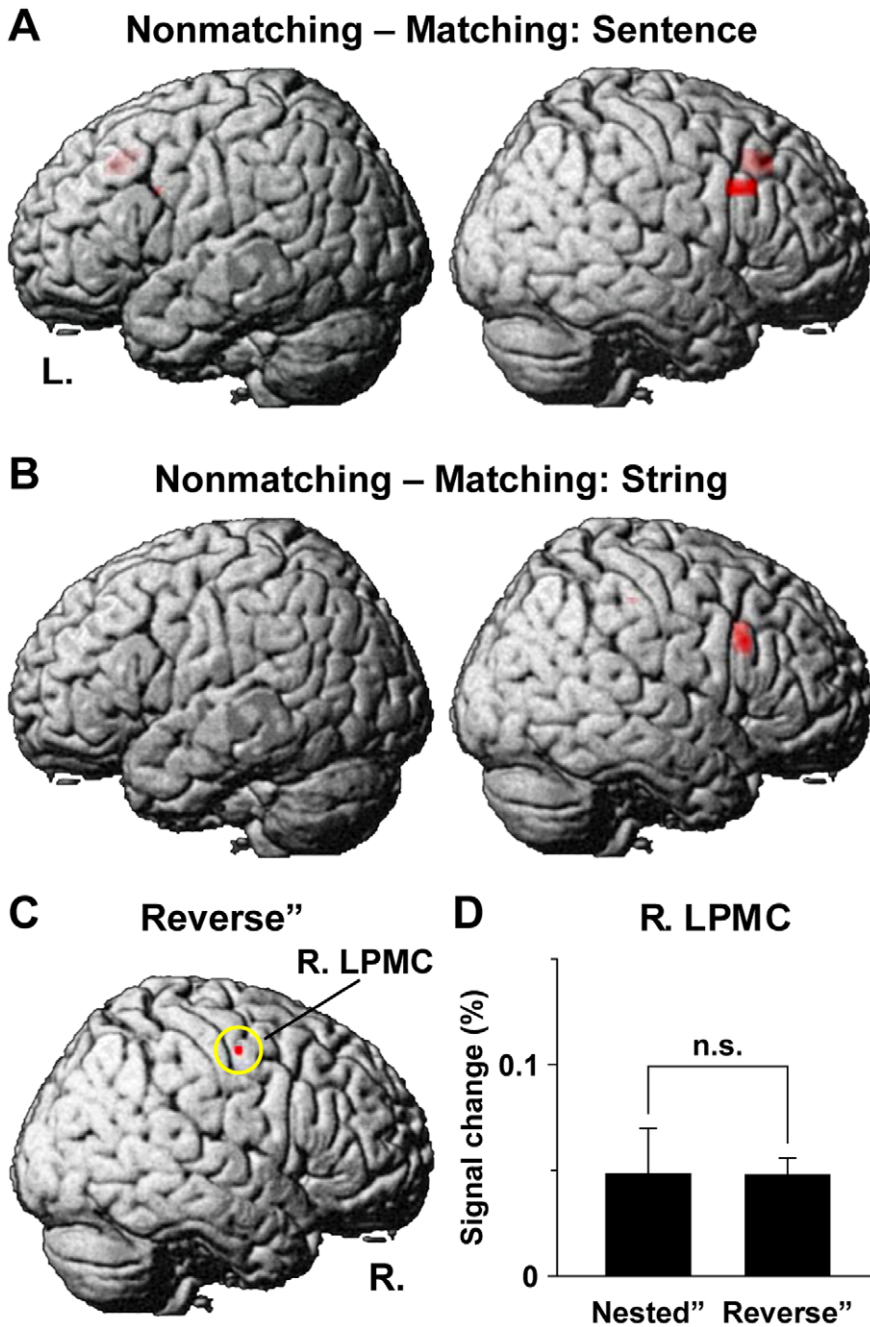 A
Nonmatching – Matching: Sentence
L.
B
Nonmatching – Matching: String
C
Reverse”
R. LPMC
R.
D
R. LPMC
Signal change (%)
0.1
0
n.s.
Nested” Reverse”